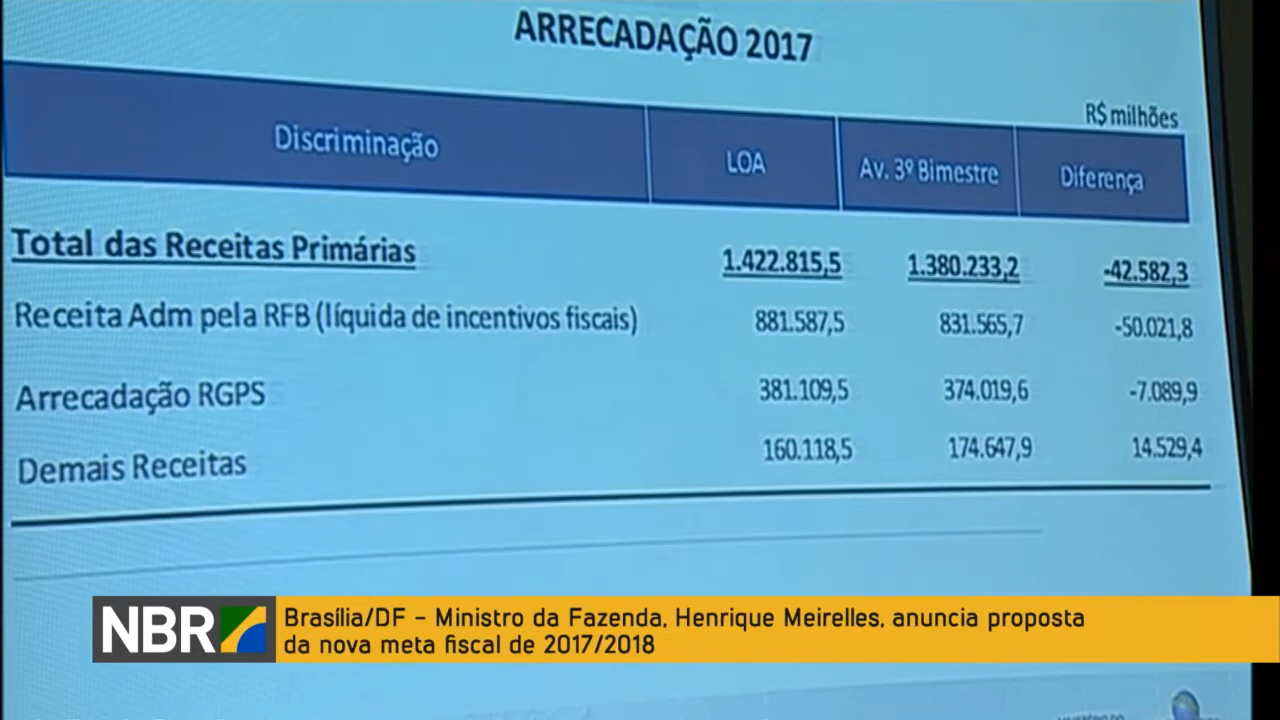 ARRECADAÇÃO 2017
R$ milhões
Discriminação LOA Av. 3º Bimestre Diferença
Total das Receitas Primárias 1.422.815,5 1.380.233,2 -42.582,3
Receita Adm pela RFB (líquida de incentivos fiscais) 881.587,5 831.565,7 -50.021,8
Arrecadação RGPS 381.109,5 374.019,6 -7.089,9
Demais Receitas 160.118,5 174.647,9 14.529,4
NBR
Brasília/DF - Ministro da Fazenda, Henrique Meirelles, anuncia proposta
da nova meta fiscal de 2017/2018